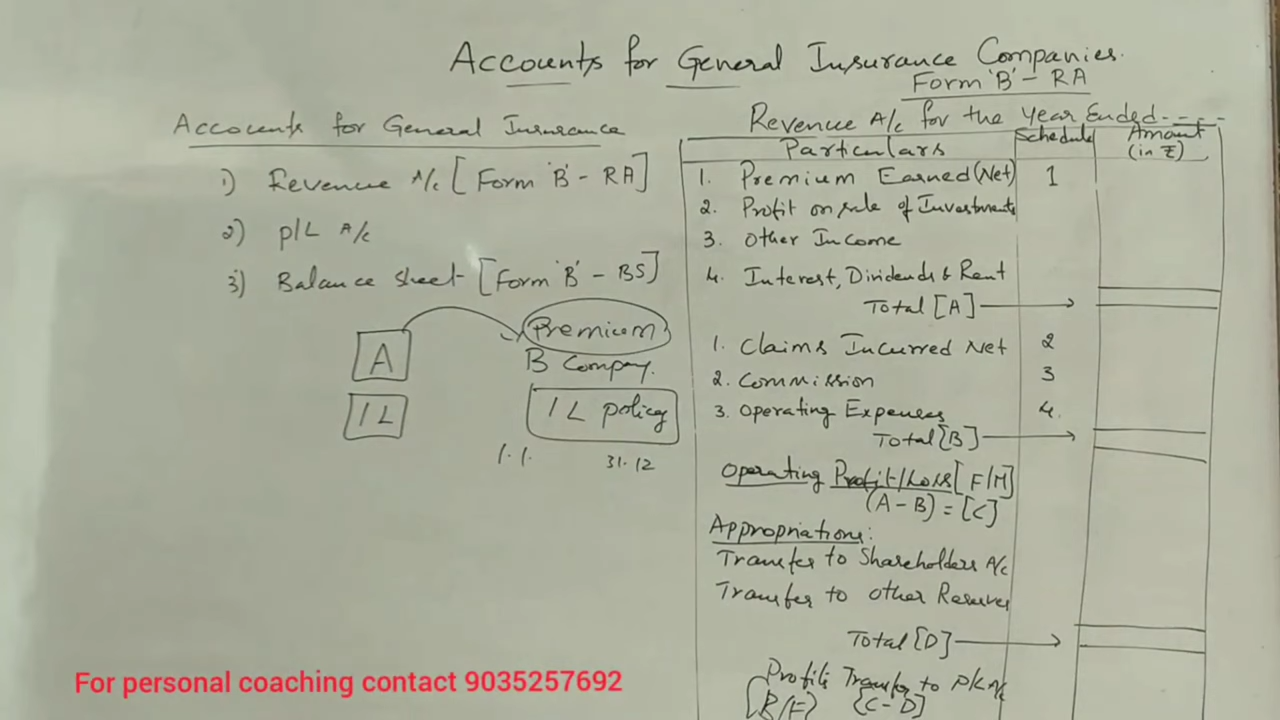 Accounts for General Insurance Companies.
Accounts for General Insurance
1) Revenue A/c [Form 'B' - RA]
2) P/L A/c
3) Balance sheet [Form 'B' - BS]
A
Premium
B Compay.
1 L
1 L policy
1.1.
31.12
Form 'B' - RA
Revenue A/c for the Year Ended-----
Particulars Schedule Amount (in ₹)
1. Premium Earned (Net) 1
2. Profit on sale of Investments
3. Other Income
4. Interest, Dividends & Rent
Total [A]
1. Claims Incurred Net 2
2. Commission 3
3. Operating Expenses 4.
Total [B]
Operating Profit/Loss [F/M]
(A - B) = [C]
Appropriations:
Transfer to Shareholders A/c
Transfer to other Reserves
Total [D]
Profits Transfer to P/L A/c
[B/F] [C-D]
For personal coaching contact 9035257692